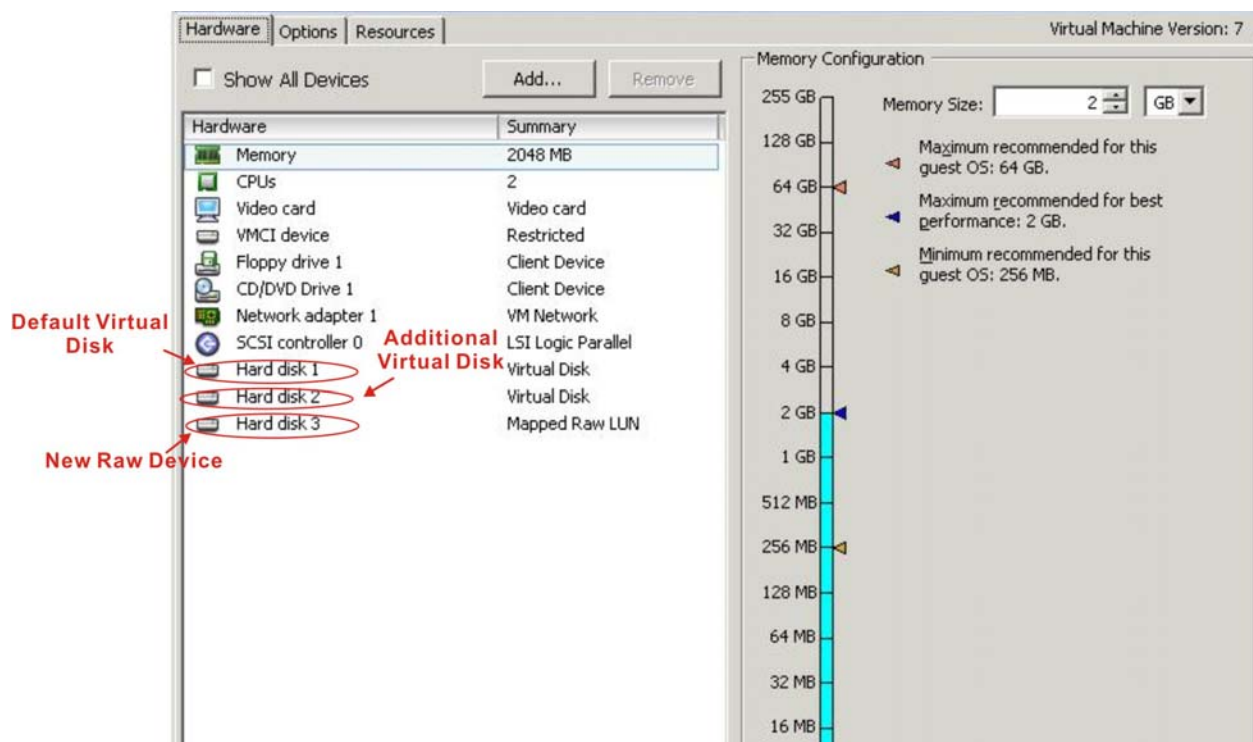 Hardware Options Resources
Virtual Machine Version: 7
Show All Devices
Add...
Remove
Hardware Summary
Memory 2048 MB
CPUs 2
Video card Video card
VMCI device Restricted
Floppy drive 1 Client Device
CD/DVD Drive 1 Client Device
Network adapter 1 VM Network
SCSI controller 0 LSI Logic Parallel
Hard disk 1 Virtual Disk
Hard disk 2 Virtual Disk
Hard disk 3 Mapped Raw LUN
Default Virtual
Disk
Additional
Virtual Disk
New Raw Device
Memory Configuration
255 GB
128 GB
64 GB
32 GB
16 GB
8 GB
4 GB
2 GB
1 GB
512 MB
256 MB
128 MB
64 MB
32 MB
16 MB
Memory Size: 2 GB
Maximum recommended for this
guest OS: 64 GB.
Maximum recommended for best
performance: 2 GB.
Minimum recommended for this
guest OS: 256 MB.